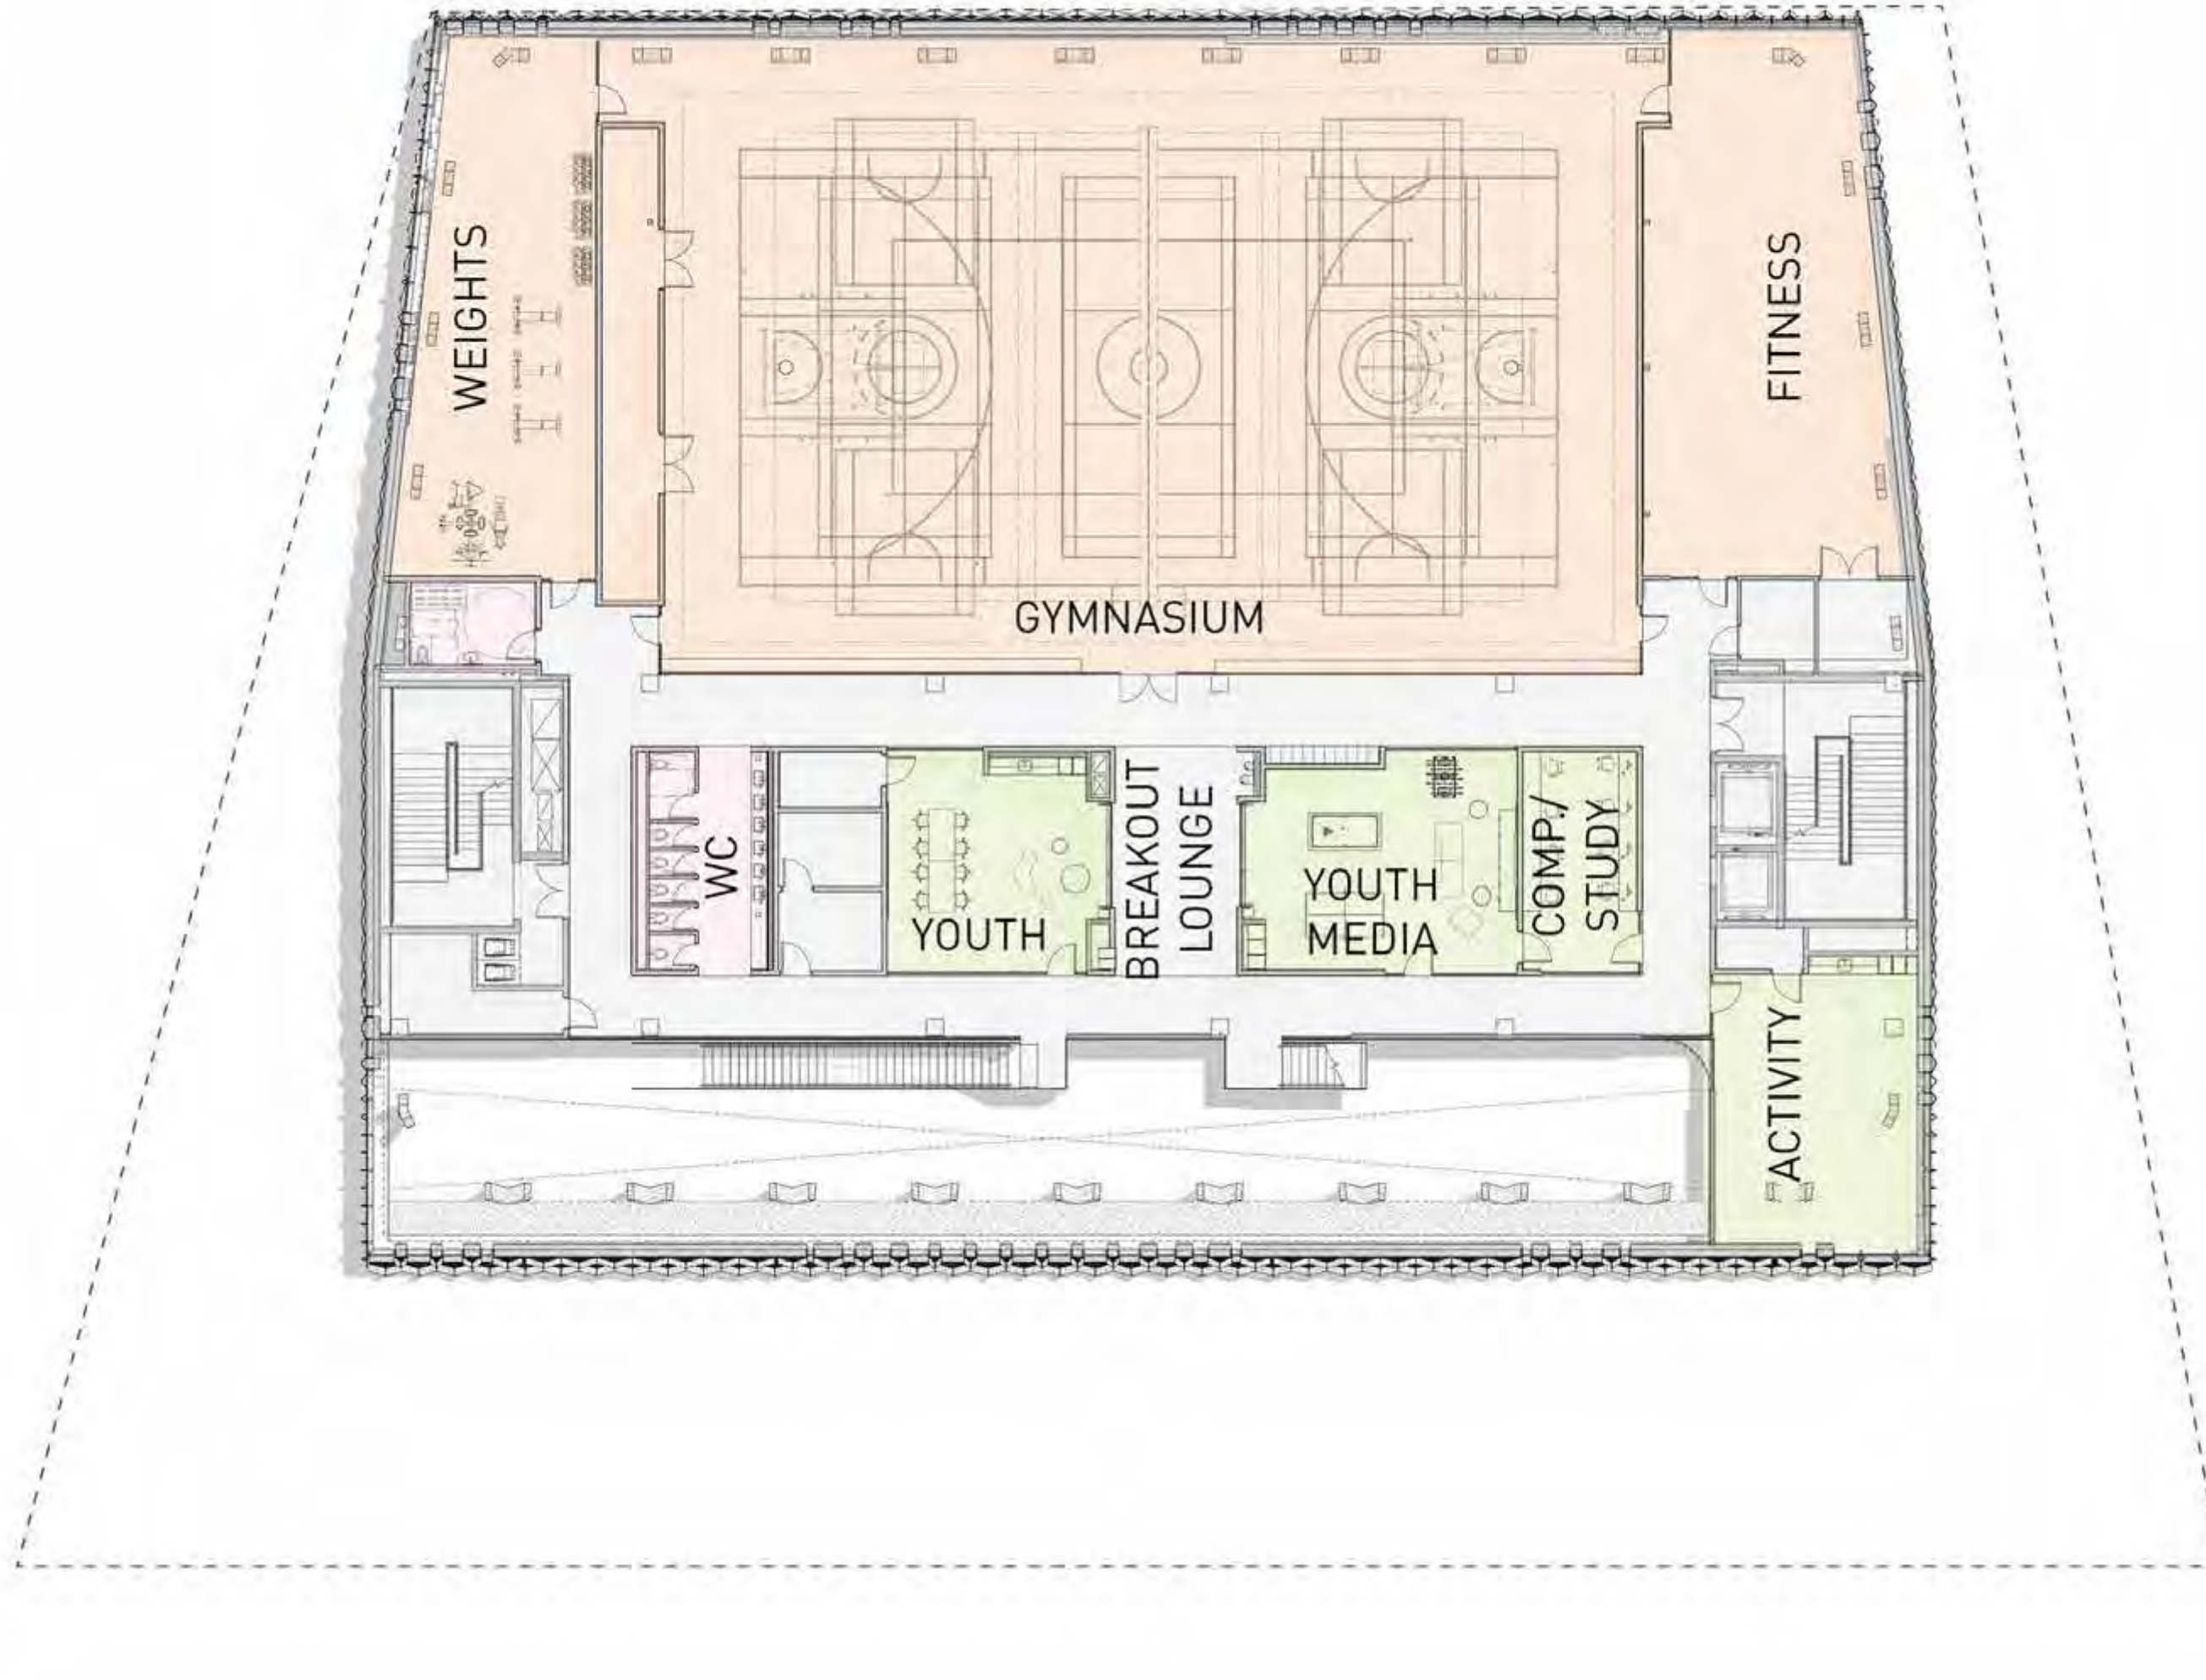 WEIGHTS
FITNESS
GYMNASIUM
WC
YOUTH
BREAKOUT
LOUNGE
YOUTH
MEDIA
COMP./
STUDY
ACTIVITY